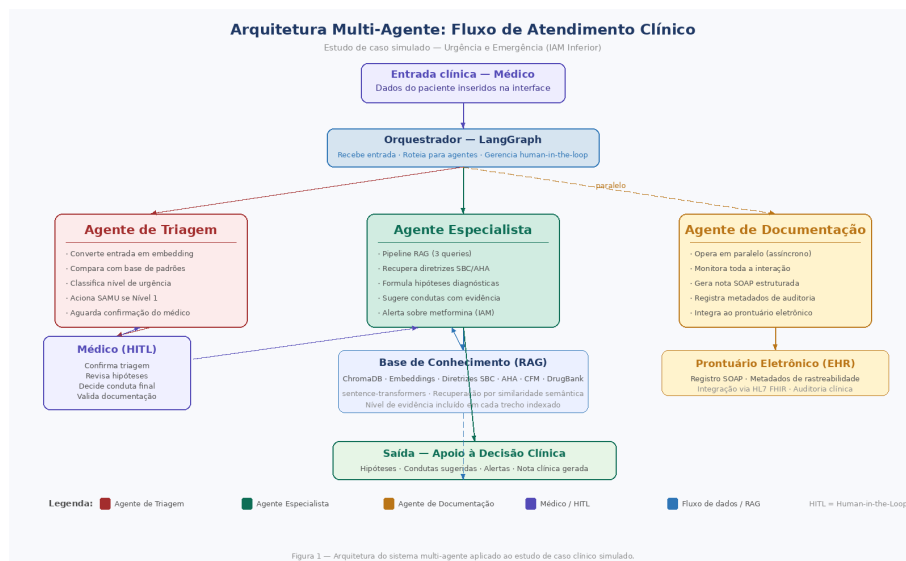 Arquitetura Multi-Agente: Fluxo de Atendimento Clínico
Estudo de caso simulado — Urgência e Emergência (IAM Inferior)
Entrada clínica — Médico
Dados do paciente inseridos na interface
Orquestrador — LangGraph
Recebe entrada · Roteia para agentes · Gerencia human-in-the-loop
paralelo
Agente de Triagem
· Converte entrada em embedding
· Compara com base de padrões
· Classifica nível de urgência
· Aciona SAMU se Nível 1
· Aguarda confirmação do médico
Agente Especialista
· Pipeline RAG (3 queries)
· Recupera diretrizes SBC/AHA
· Formula hipóteses diagnósticas
· Sugere condutas com evidência
· Alerta sobre metformina (IAM)
Agente de Documentação
· Opera em paralelo (assíncrono)
· Monitora toda a interação
· Gera nota SOAP estruturada
· Registra metadados de auditoria
· Integra ao prontuário eletrônico
Médico (HITL)
Confirma triagem
Revisa hipóteses
Decide conduta final
Valida documentação
Base de Conhecimento (RAG)
ChromaDB · Embeddings · Diretrizes SBC · AHA · CFM · DrugBank
sentence-transformers · Recuperação por similaridade semântica
Nível de evidência incluído em cada trecho indexado
Prontuário Eletrônico (EHR)
Registro SOAP · Metadados de rastreabilidade
Integração via HL7 FHIR · Auditoria clínica
Saída — Apoio à Decisão Clínica
Hipóteses · Condutas sugeridas · Alertas · Nota clínica gerada
Legenda:
Agente de Triagem
Agente Especialista
Agente de Documentação
Médico / HITL
Fluxo de dados / RAG
HITL = Human-in-the-Loop
Figura 1 — Arquitetura do sistema multi-agente aplicado ao estudo de caso clínico simulado.